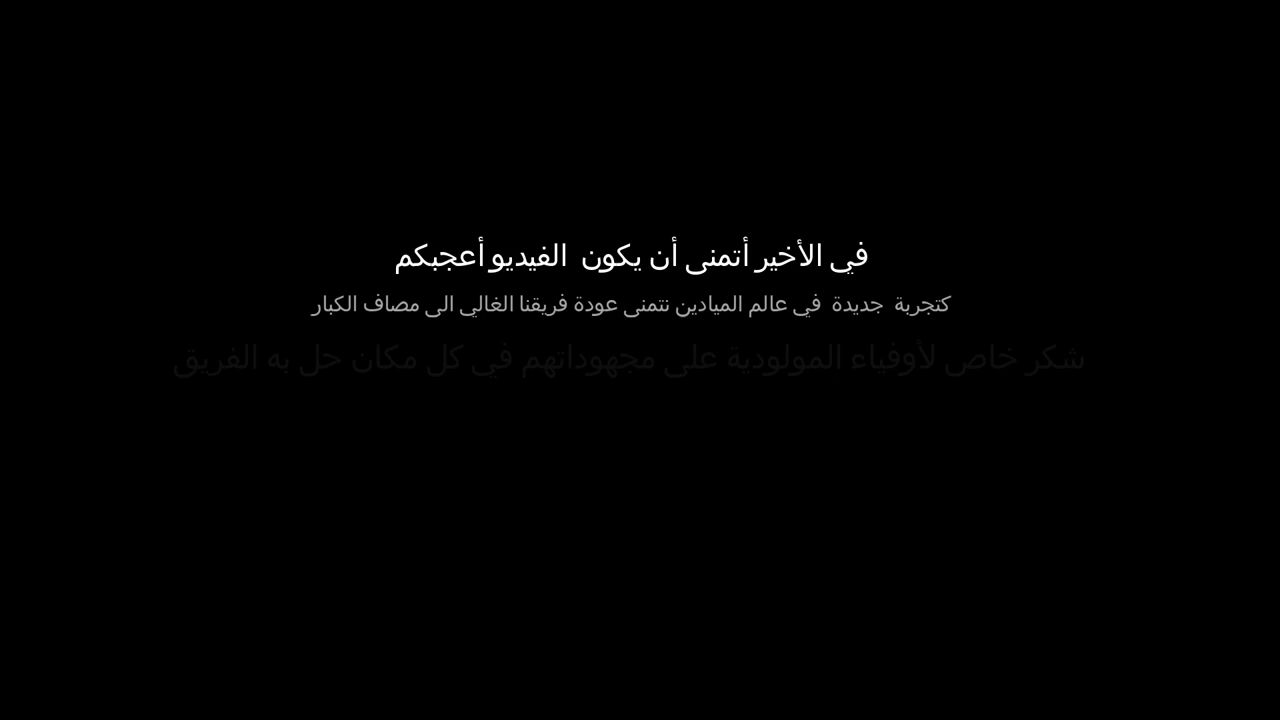 في الأخير أتمنى أن يكون الفيديو أعجبكم
كتجربة جديدة في عالم الميادين نتمنى عودة فريقنا الغالي الى مصاف الكبار
شكر خاص لأوفياء المولودية على مجهوداتهم في كل مكان حل به الفريق